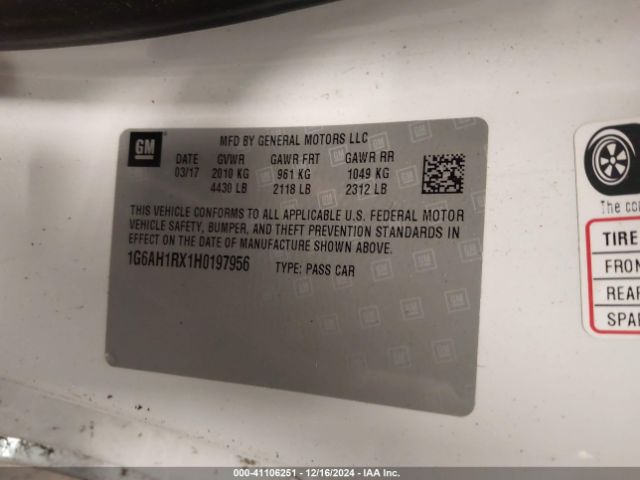 GM
MFD BY GENERAL MOTORS LLC
DATE GVWR GAWR FRT GAWR RR
03/17 2010 KG 961 KG 1049 KG
4430 LB 2118 LB 2312 LB
THIS VEHICLE CONFORMS TO ALL APPLICABLE U.S. FEDERAL MOTOR
VEHICLE SAFETY, BUMPER, AND THEFT PREVENTION STANDARDS IN
EFFECT ON THE DATE OF MANUFACTURE SHOWN ABOVE.
1G6AH1RX1H0197956 TYPE: PASS CAR
The co
TIRE
FRON
REAR
SPA
000-41106251 - 12/16/2024 - IAA Inc.